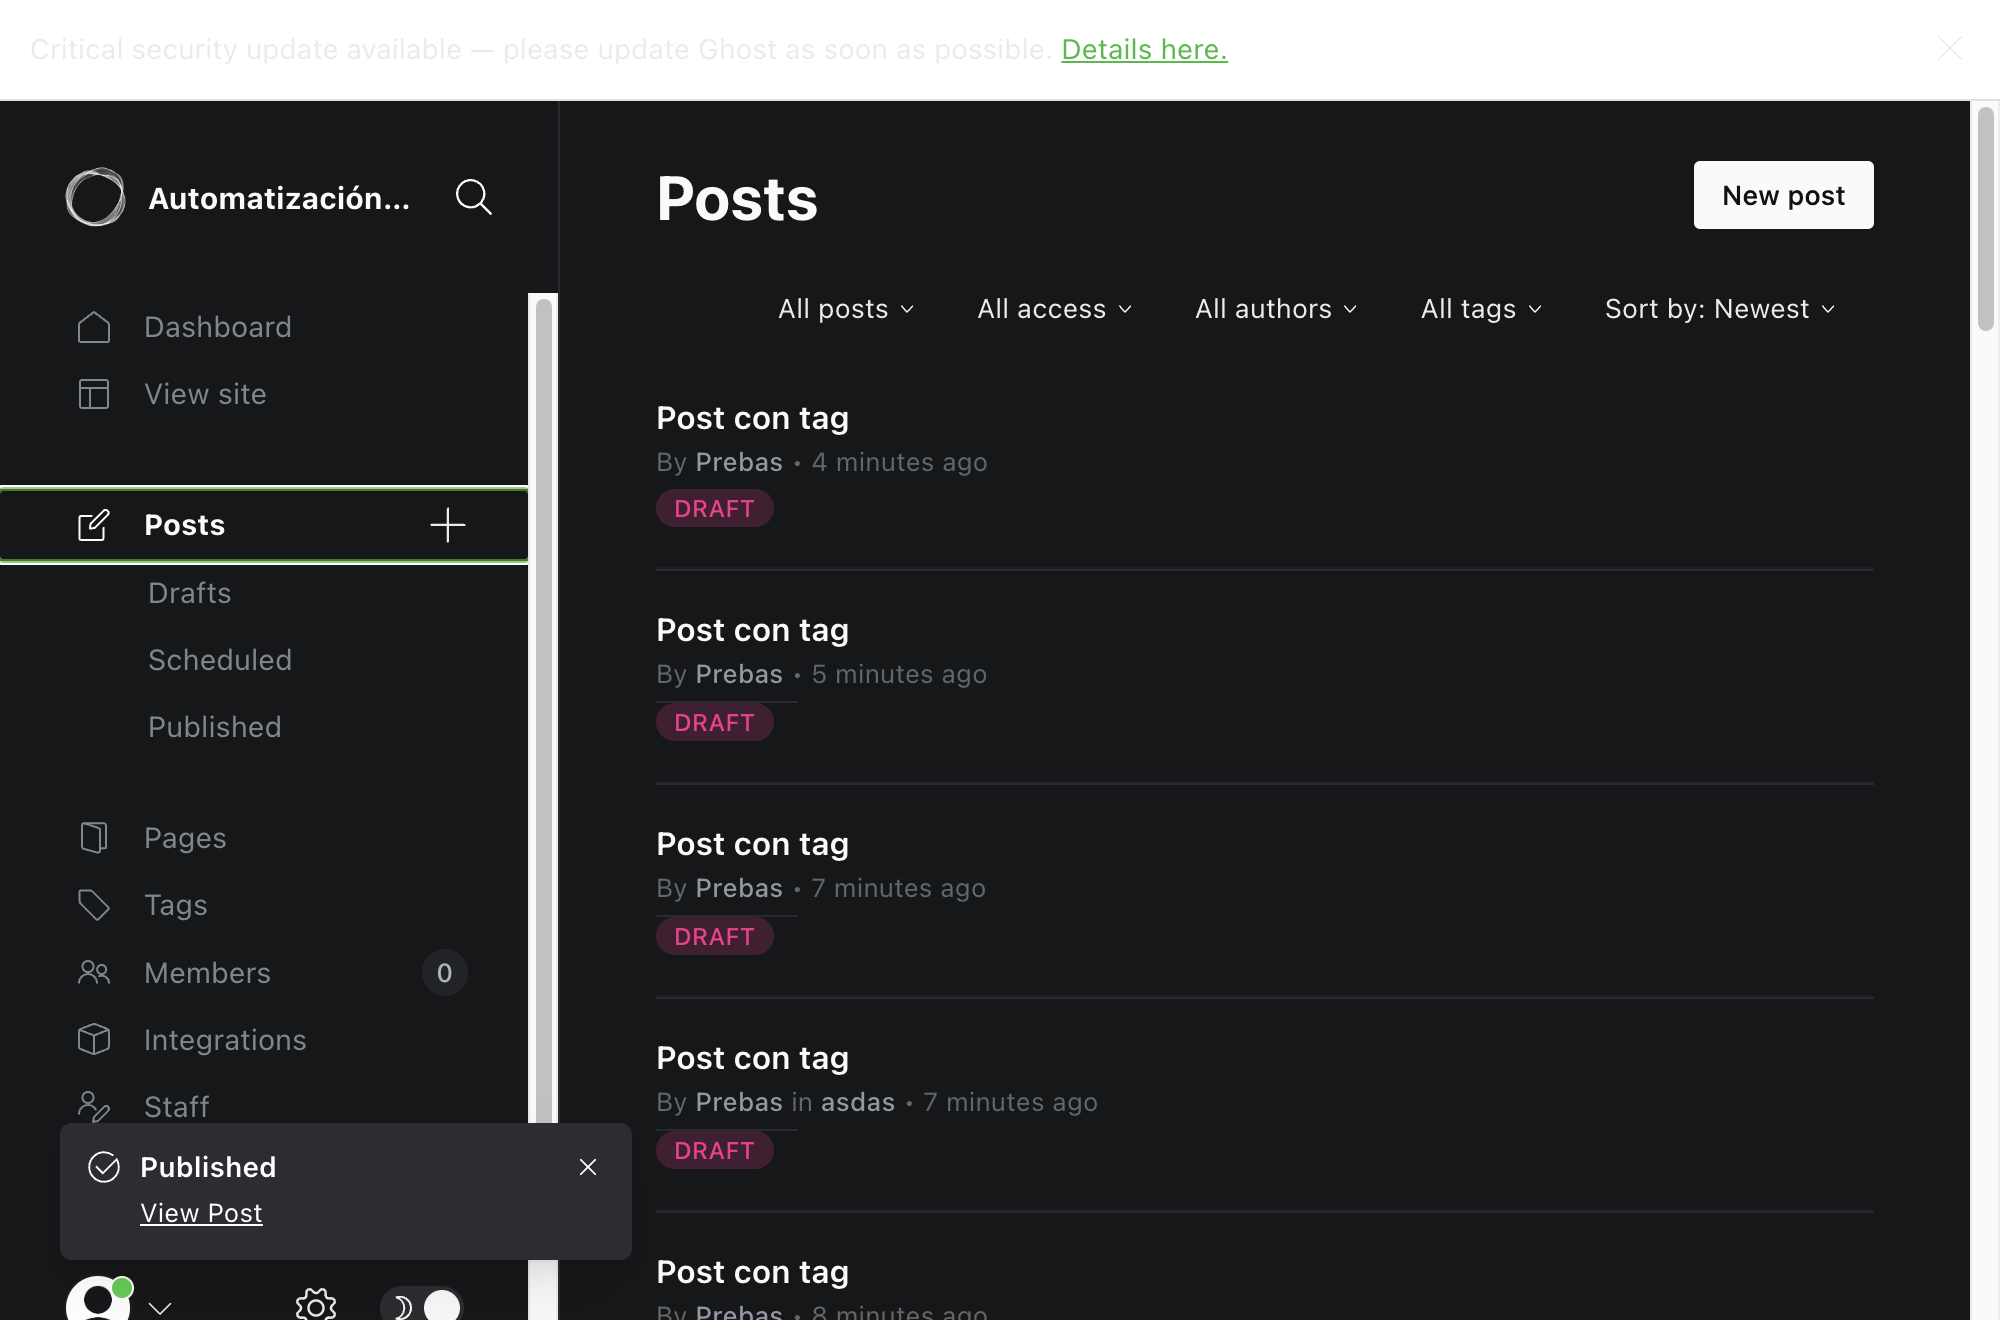 Critical security update available — please update Ghost as soon as possible. Details here.
Automatización...
Dashboard
View site
Posts
Drafts
Scheduled
Published
Pages
Tags
Members 0
Integrations
Staff
Published
View Post
Posts
New post
All posts All access All authors All tags Sort by: Newest
Post con tag
By Prebas • 4 minutes ago
DRAFT
Post con tag
By Prebas • 5 minutes ago
DRAFT
Post con tag
By Prebas • 7 minutes ago
DRAFT
Post con tag
By Prebas in asdas • 7 minutes ago
DRAFT
Post con tag
By Prebas • 8 minutes ago